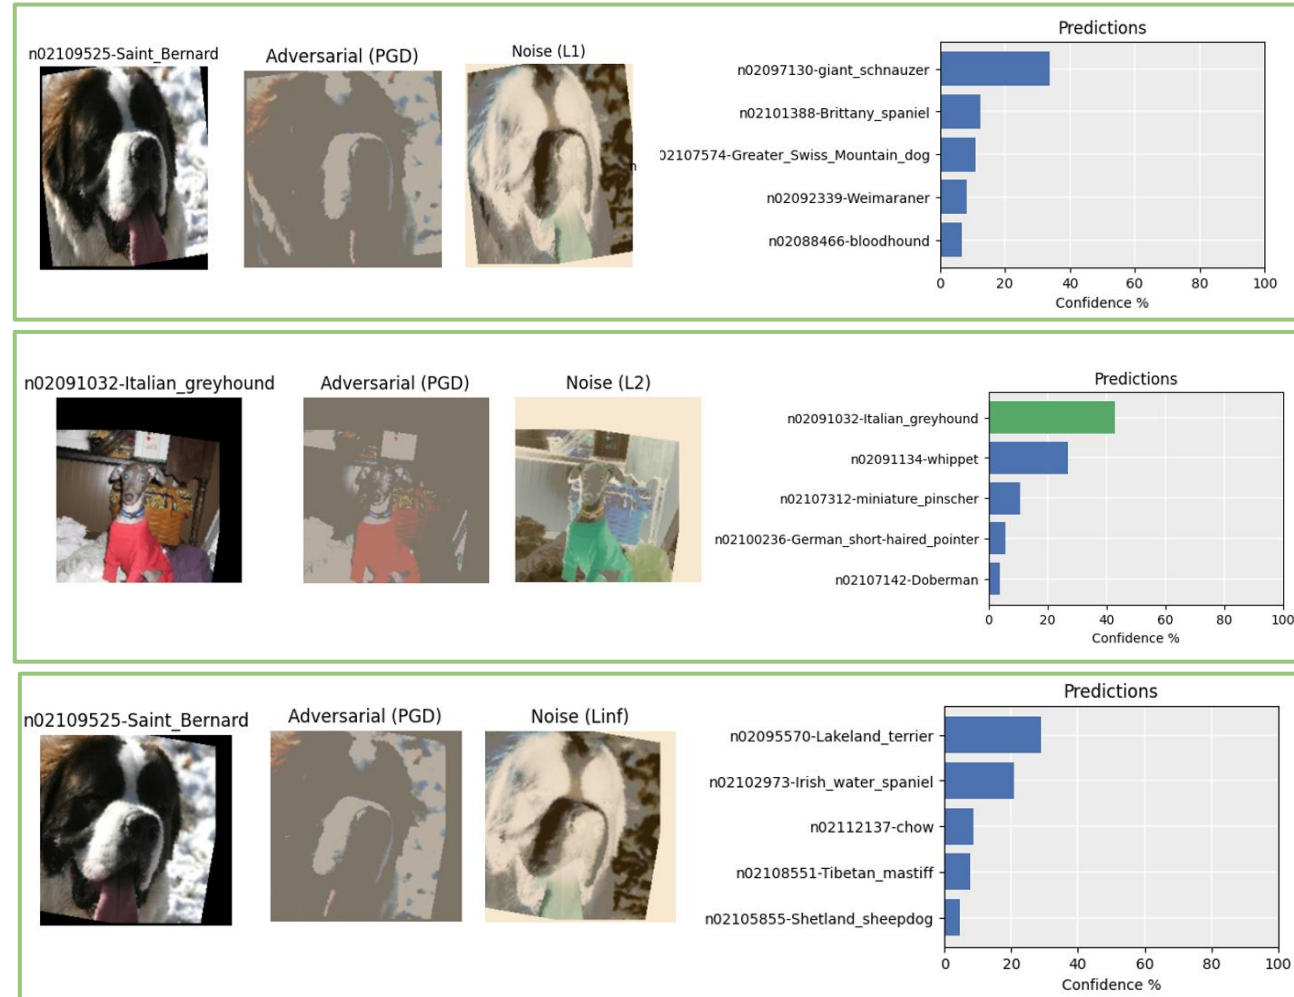 n02109525-Saint_Bernard
Adversarial (PGD)
Noise (L1)
n
Predictions
n02097130-giant_schnauzer
n02101388-Brittany_spaniel
02107574-Greater_Swiss_Mountain_dog
n02092339-Weimaraner
n02088466-bloodhound
0 20 40 60 80 100
Confidence %
n02091032-Italian_greyhound
Adversarial (PGD)
Noise (L2)
Predictions
n02091032-Italian_greyhound
n02091134-whippet
n02107312-miniature_pinscher
n02100236-German_short-haired_pointer
n02107142-Doberman
0 20 40 60 80 100
Confidence %
n02109525-Saint_Bernard
Adversarial (PGD)
Noise (Linf)
Predictions
n02095570-Lakeland_terrier
n02102973-Irish_water_spaniel
n02112137-chow
n02108551-Tibetan_mastiff
n02105855-Shetland_sheepdog
0 20 40 60 80 100
Confidence %